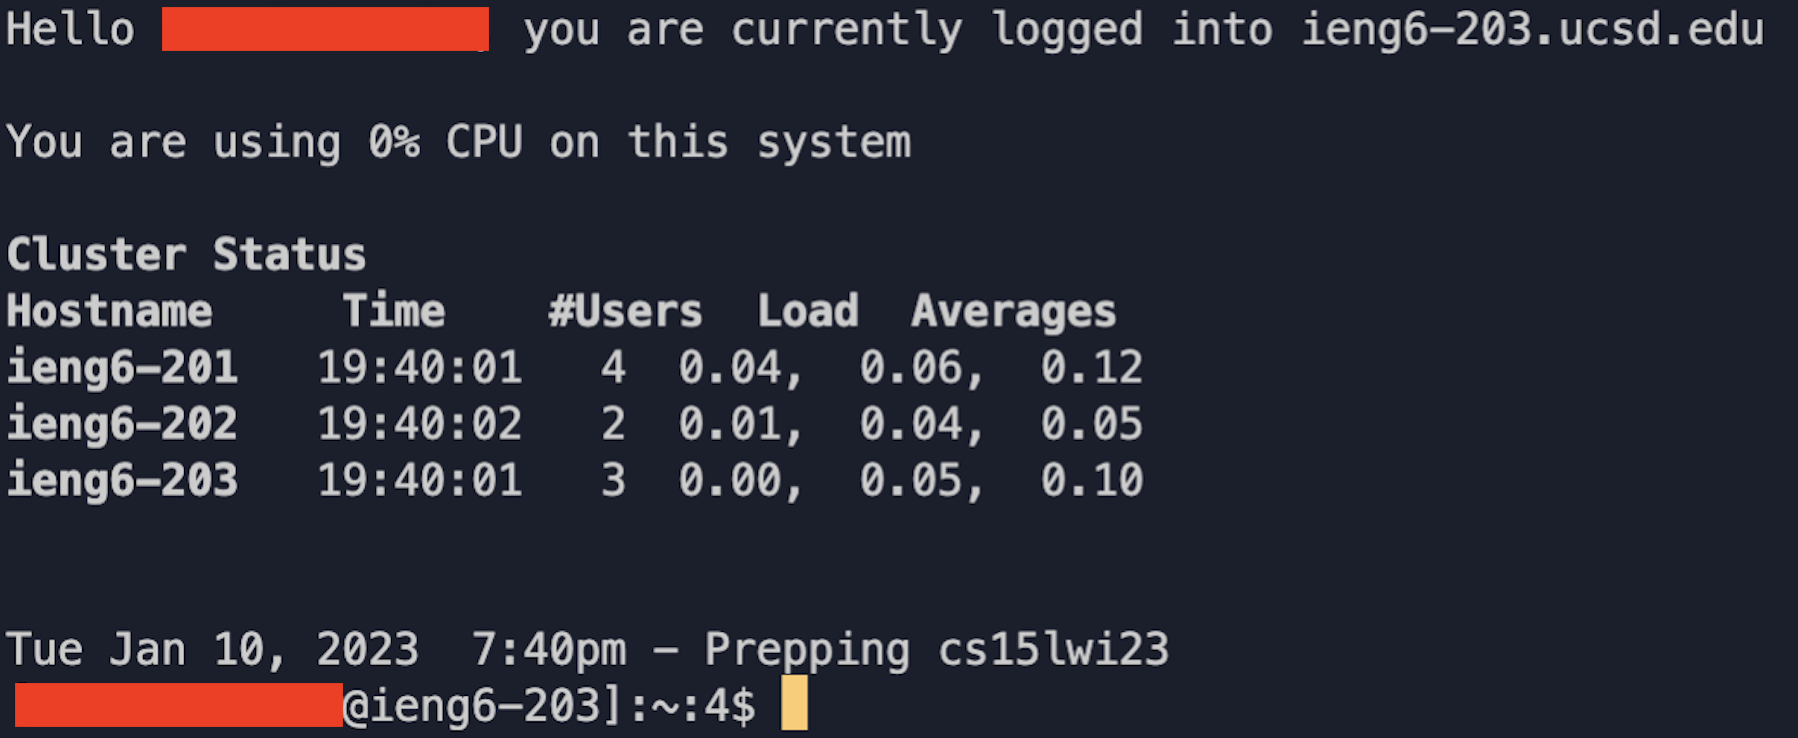 Hello you are currently logged into ieng6-203.ucsd.edu
You are using 0% CPU on this system
Cluster Status
Hostname Time #Users Load Averages
ieng6-201 19:40:01 4 0.04, 0.06, 0.12
ieng6-202 19:40:02 2 0.01, 0.04, 0.05
ieng6-203 19:40:01 3 0.00, 0.05, 0.10
Tue Jan 10, 2023 7:40pm - Prepping cs15lwi23
@ieng6-203]:~:4$